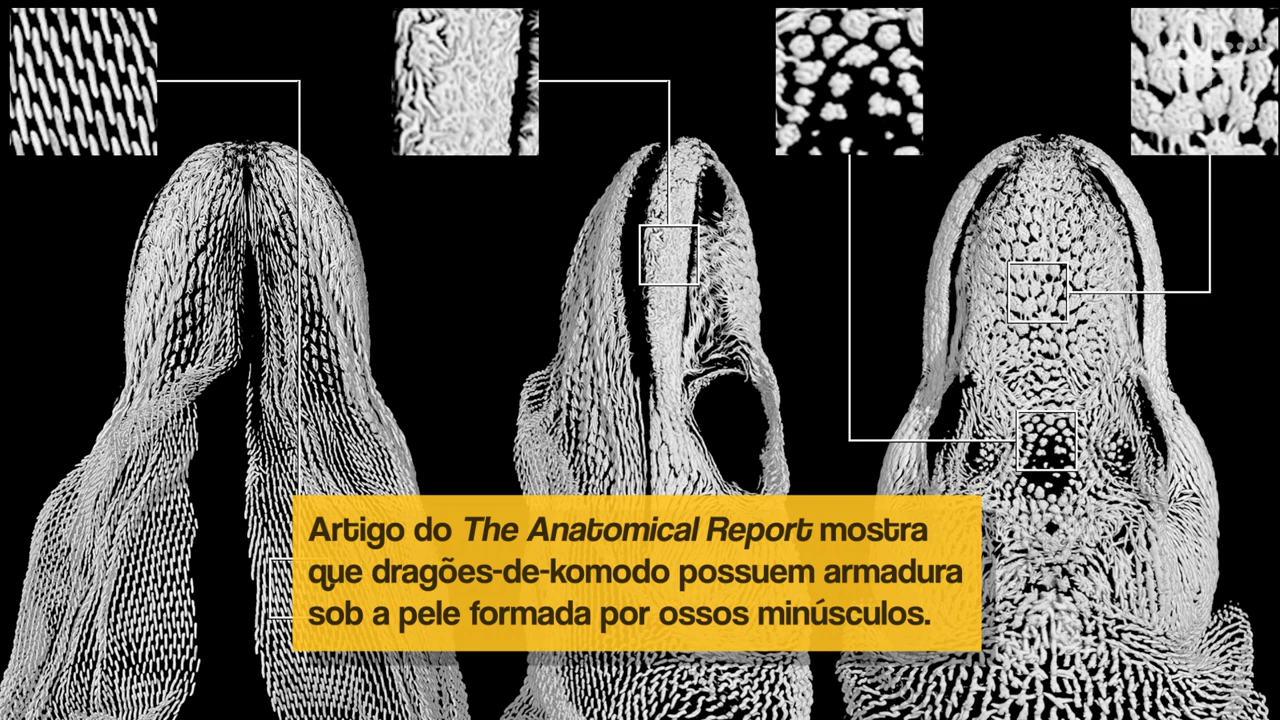 Artigo do The Anatomical Report mostra
que dragões-de-komodo possuem armadura
sob a pele formada por ossos minúsculos.